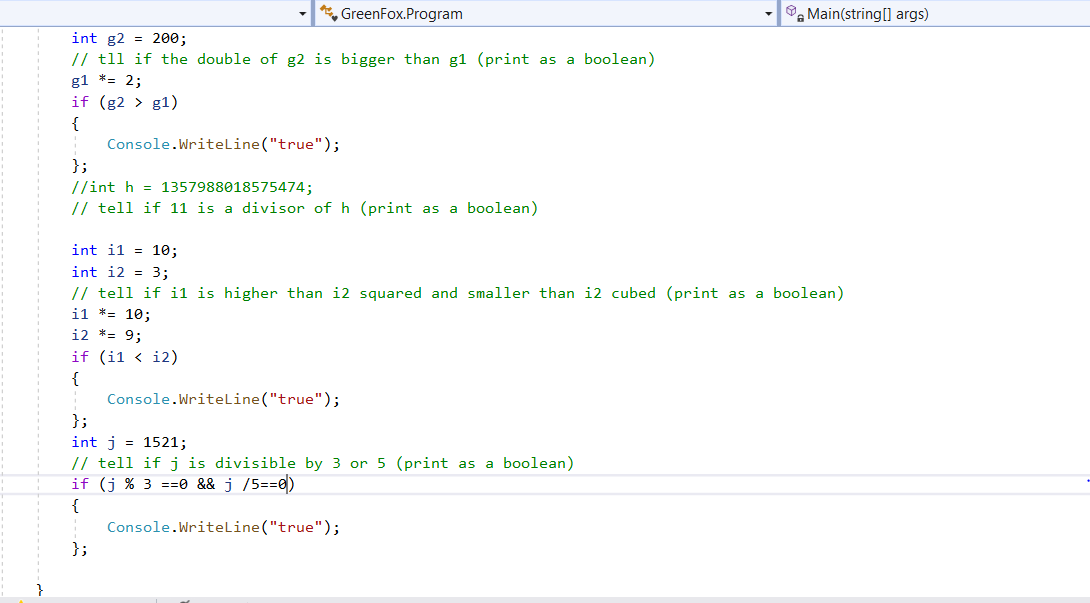 GreenFox.Program Main(string[] args)
int g2 = 200;
// tll if the double of g2 is bigger than g1 (print as a boolean)
g1 *= 2;
if (g2 > g1)
{
Console.WriteLine("true");
};
//int h = 1357988018575474;
// tell if 11 is a divisor of h (print as a boolean)
int i1 = 10;
int i2 = 3;
// tell if i1 is higher than i2 squared and smaller than i2 cubed (print as a boolean)
i1 *= 10;
i2 *= 9;
if (i1 < i2)
{
Console.WriteLine("true");
};
int j = 1521;
// tell if j is divisible by 3 or 5 (print as a boolean)
if (j % 3 ==0 && j /5==0)
{
Console.WriteLine("true");
};
}